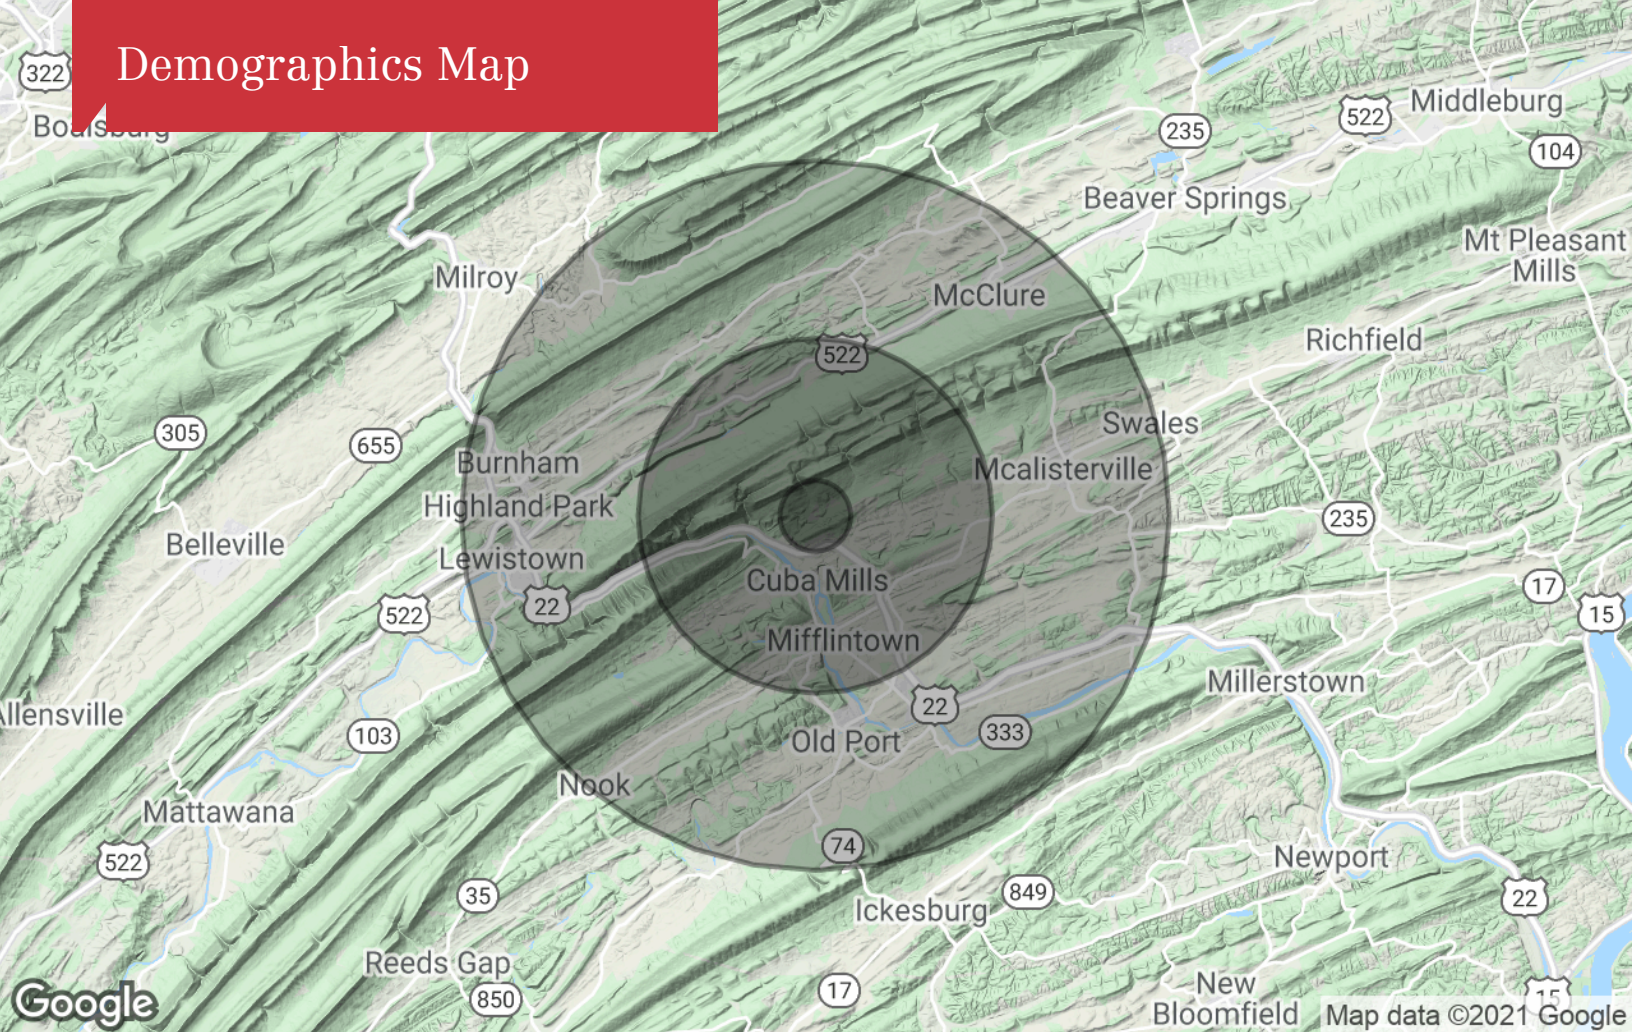 Demographics Map
322
Boalsburg
235
522
Middleburg
104
Beaver Springs
Mt Pleasant
Mills
Milroy
McClure
522
Richfield
305
655
Swales
Burnham
Mcalisterville
Highland Park
235
Belleville
Lewistown
Cuba Mills
17
522
22
15
Mifflintown
Millerstown
Allensville
22
103
333
Old Port
Nook
Mattawana
74
522
Newport
35
849
22
Ickesburg
Reeds Gap
850
17
New
Bloomfield
15
Google
Map data ©2021 Google